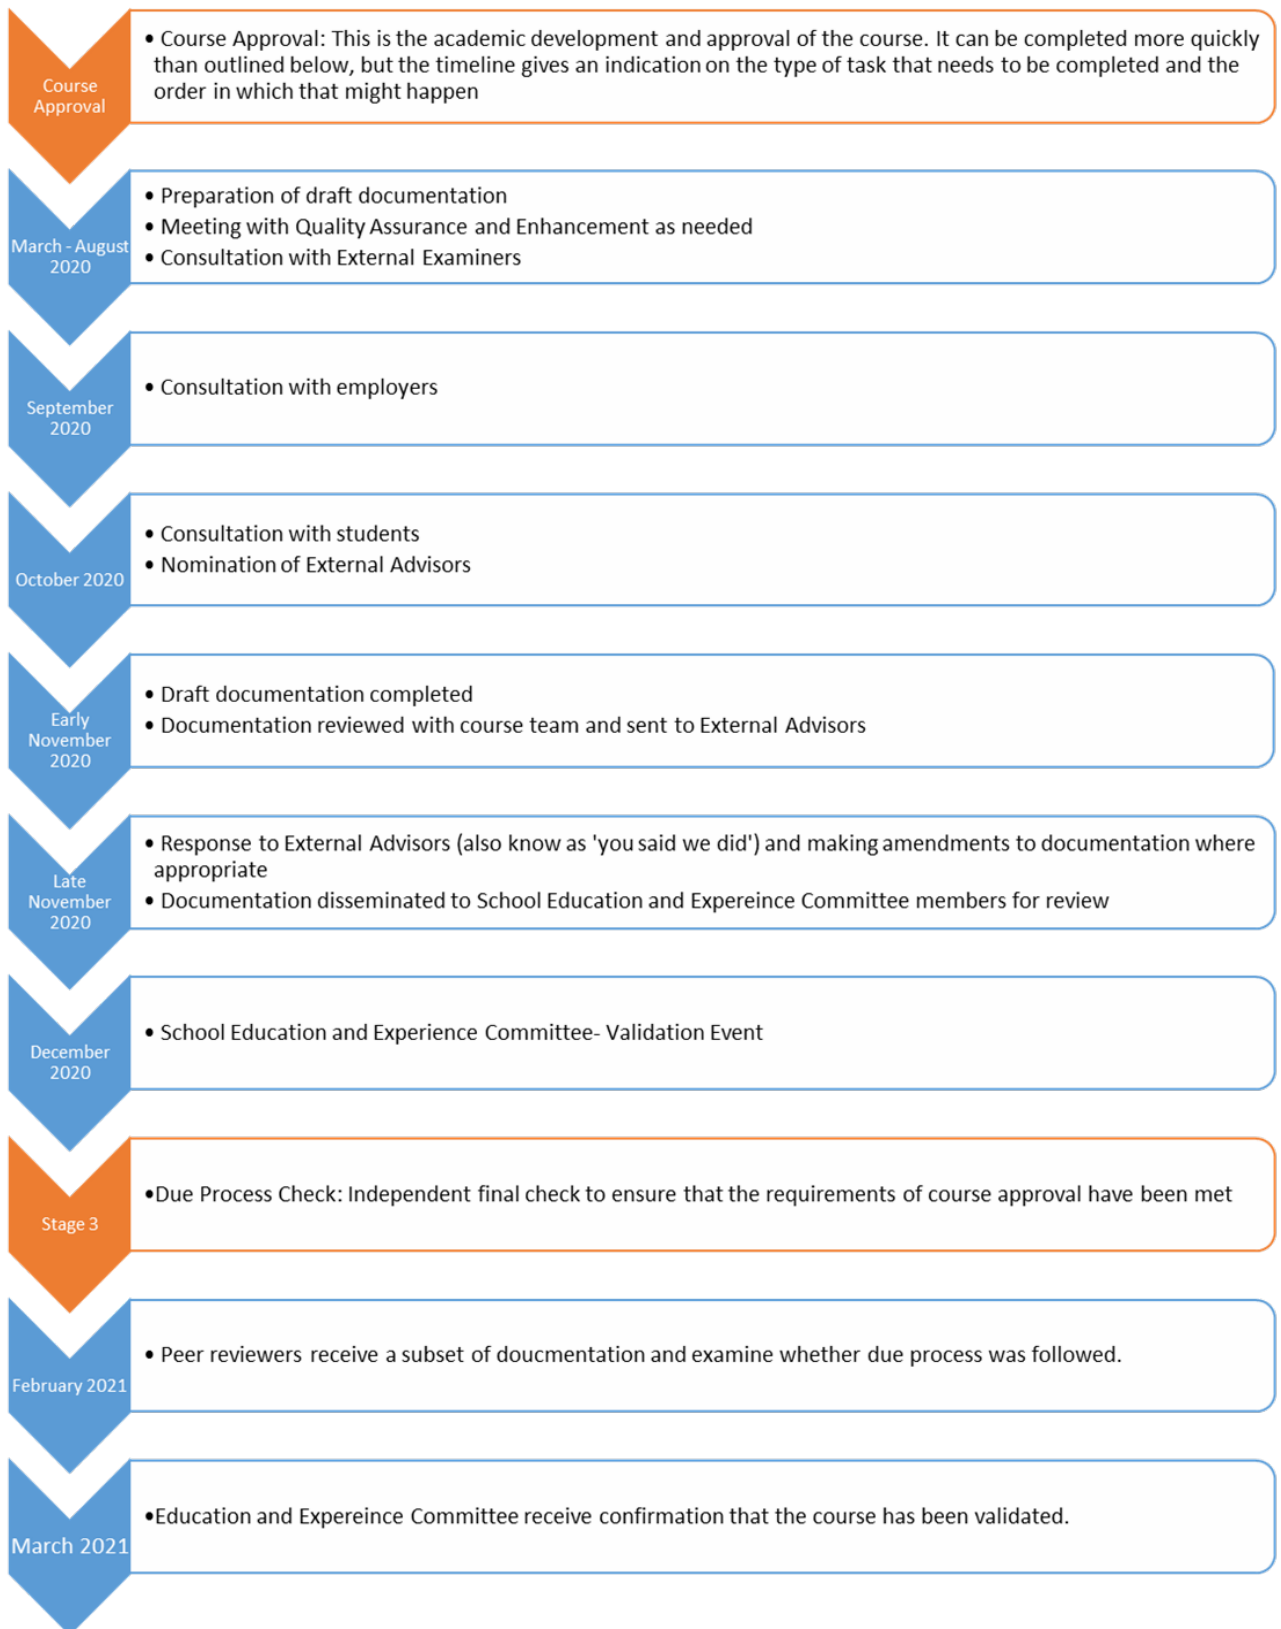 Course
Approval
• Course Approval: This is the academic development and approval of the course. It can be completed more quickly
than outlined below, but the timeline gives an indication on the type of task that needs to be completed and the
order in which that might happen
March - August
2020
• Preparation of draft documentation
• Meeting with Quality Assurance and Enhancement as needed
• Consultation with External Examiners
September
2020
• Consultation with employers
October 2020
• Consultation with students
• Nomination of External Advisors
Early
November
2020
• Draft documentation completed
• Documentation reviewed with course team and sent to External Advisors
Late
November
2020
• Response to External Advisors (also know as 'you said we did') and making amendments to documentation where
appropriate
• Documentation disseminated to School Education and Expereince Committee members for review
December
2020
• School Education and Experience Committee- Validation Event
Stage 3
•Due Process Check: Independent final check to ensure that the requirements of course approval have been met
February 2021
• Peer reviewers receive a subset of doucmentation and examine whether due process was followed.
March 2021
•Education and Expereince Committee receive confirmation that the course has been validated.